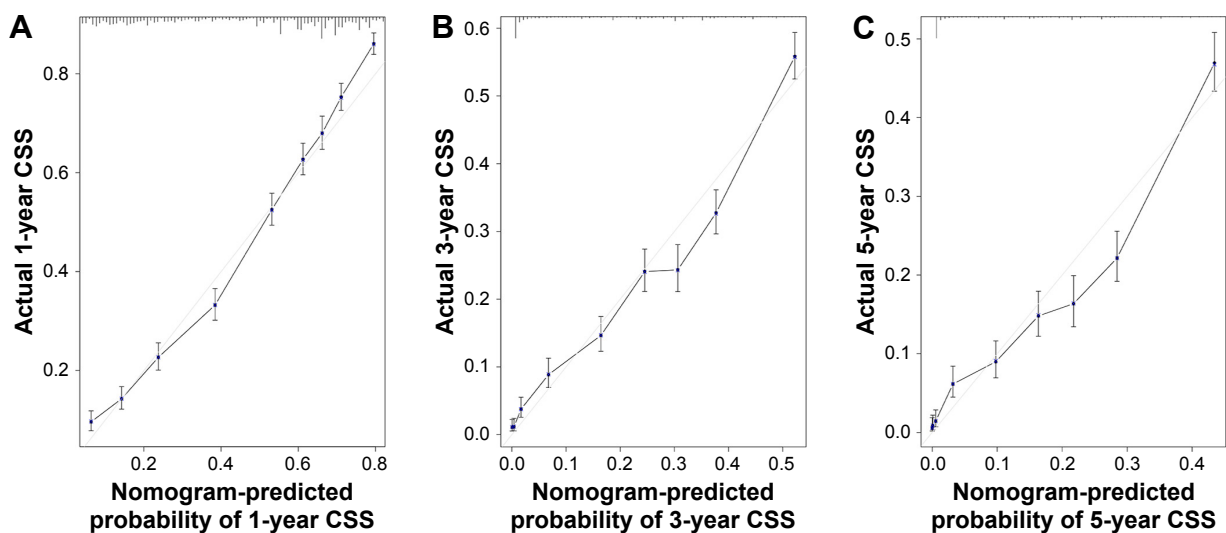 A
Actual 1-year CSS
0.8
0.6
0.4
0.2
0.2 0.4 0.6 0.8
Nomogram-predicted
probability of 1-year CSS
B
Actual 3-year CSS
0.6
0.5
0.4
0.3
0.2
0.1
0.0
0.0 0.1 0.2 0.3 0.4 0.5
Nomogram-predicted
probability of 3-year CSS
C
Actual 5-year CSS
0.5
0.4
0.3
0.2
0.1
0.0
0.0 0.1 0.2 0.3 0.4
Nomogram-predicted
probability of 5-year CSS